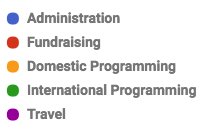 Administration
Fundraising
Domestic Programming
International Programming
Travel